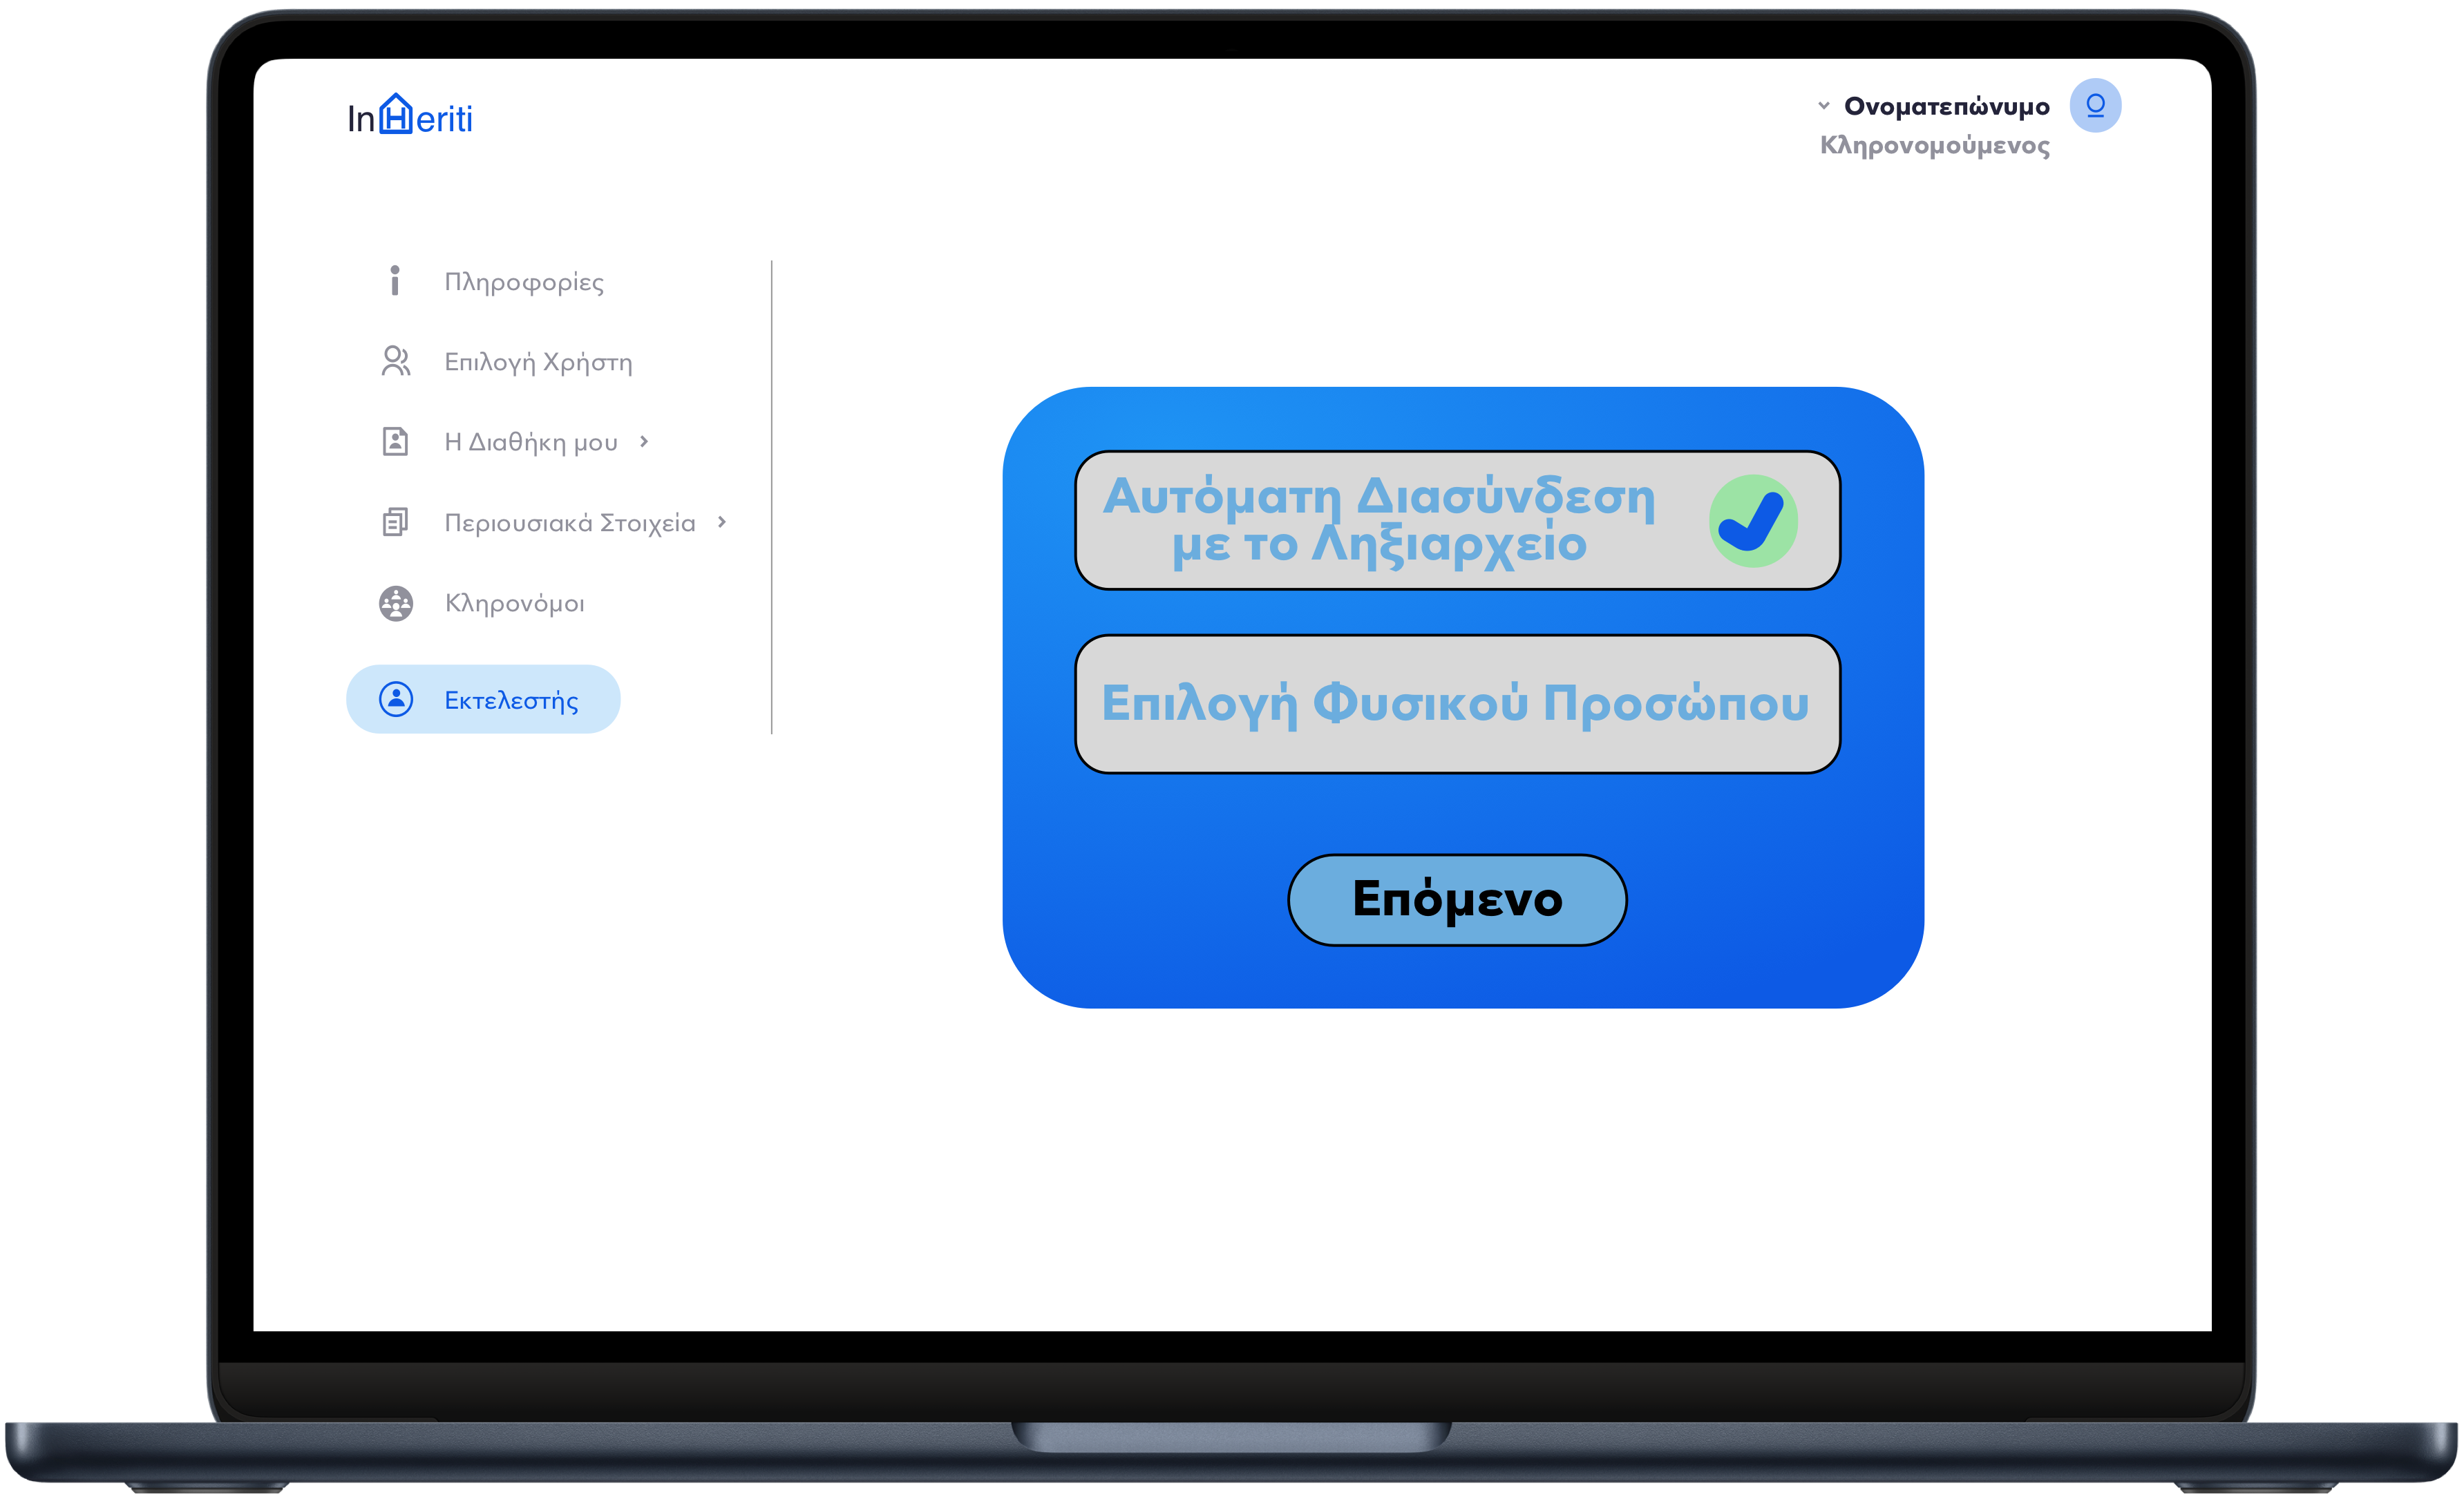 InHeriti
Ονοματεπώνυμο
Κληρονομούμενος
Πληροφορίες
Επιλογή Χρήστη
Η Διαθήκη μου
Περιουσιακά Στοιχεία
Κληρονόμοι
Εκτελεστής
Αυτόματη Διασύνδεση
με το Ληξιαρχείο
Επιλογή Φυσικού Προσώπου
Επόμενο